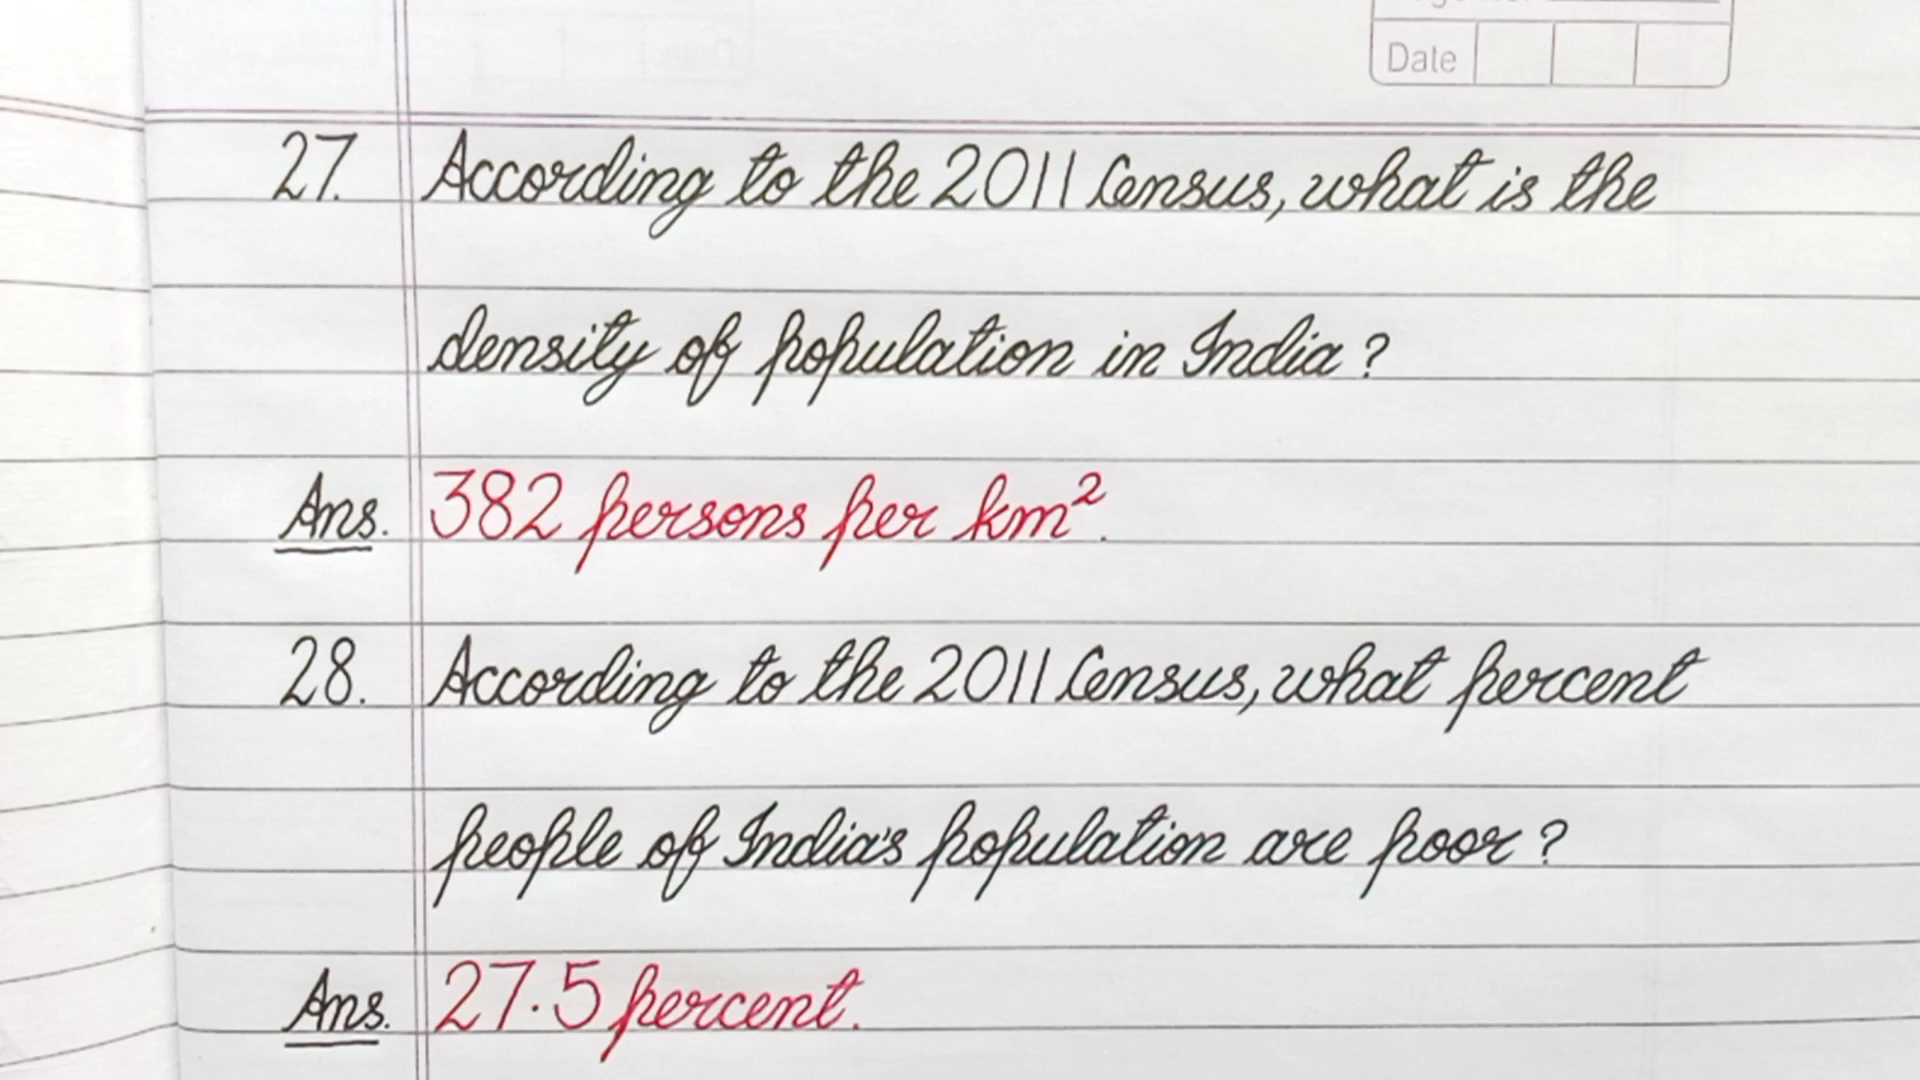 Date
27. According to the 2011 Census, what is the
density of population in India?
Ans. 382 persons per km².
28. According to the 2011 Census, what percent
people of India's population are poor?
Ans. 27.5 percent.